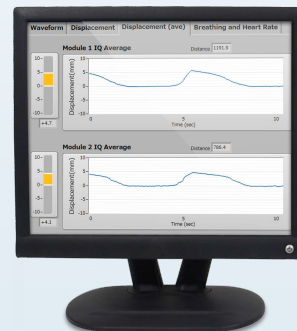 Waveform Displacement Displacement (ave) Breathing and Heart Rate
Module 1 IQ Average Distance 1191.9
10-
5-
0-
-5-
-10-
+4.7
Displacement(mm)
10-
5-
0-
-5-
-10-
0 5 10
Time (sec)
Module 2 IQ Average Distance 786.4
10-
5-
0-
-5-
-10-
+4.1
Displacement(mm)
10-
5-
0-
-5-
-10-
0 5 10
Time (sec)